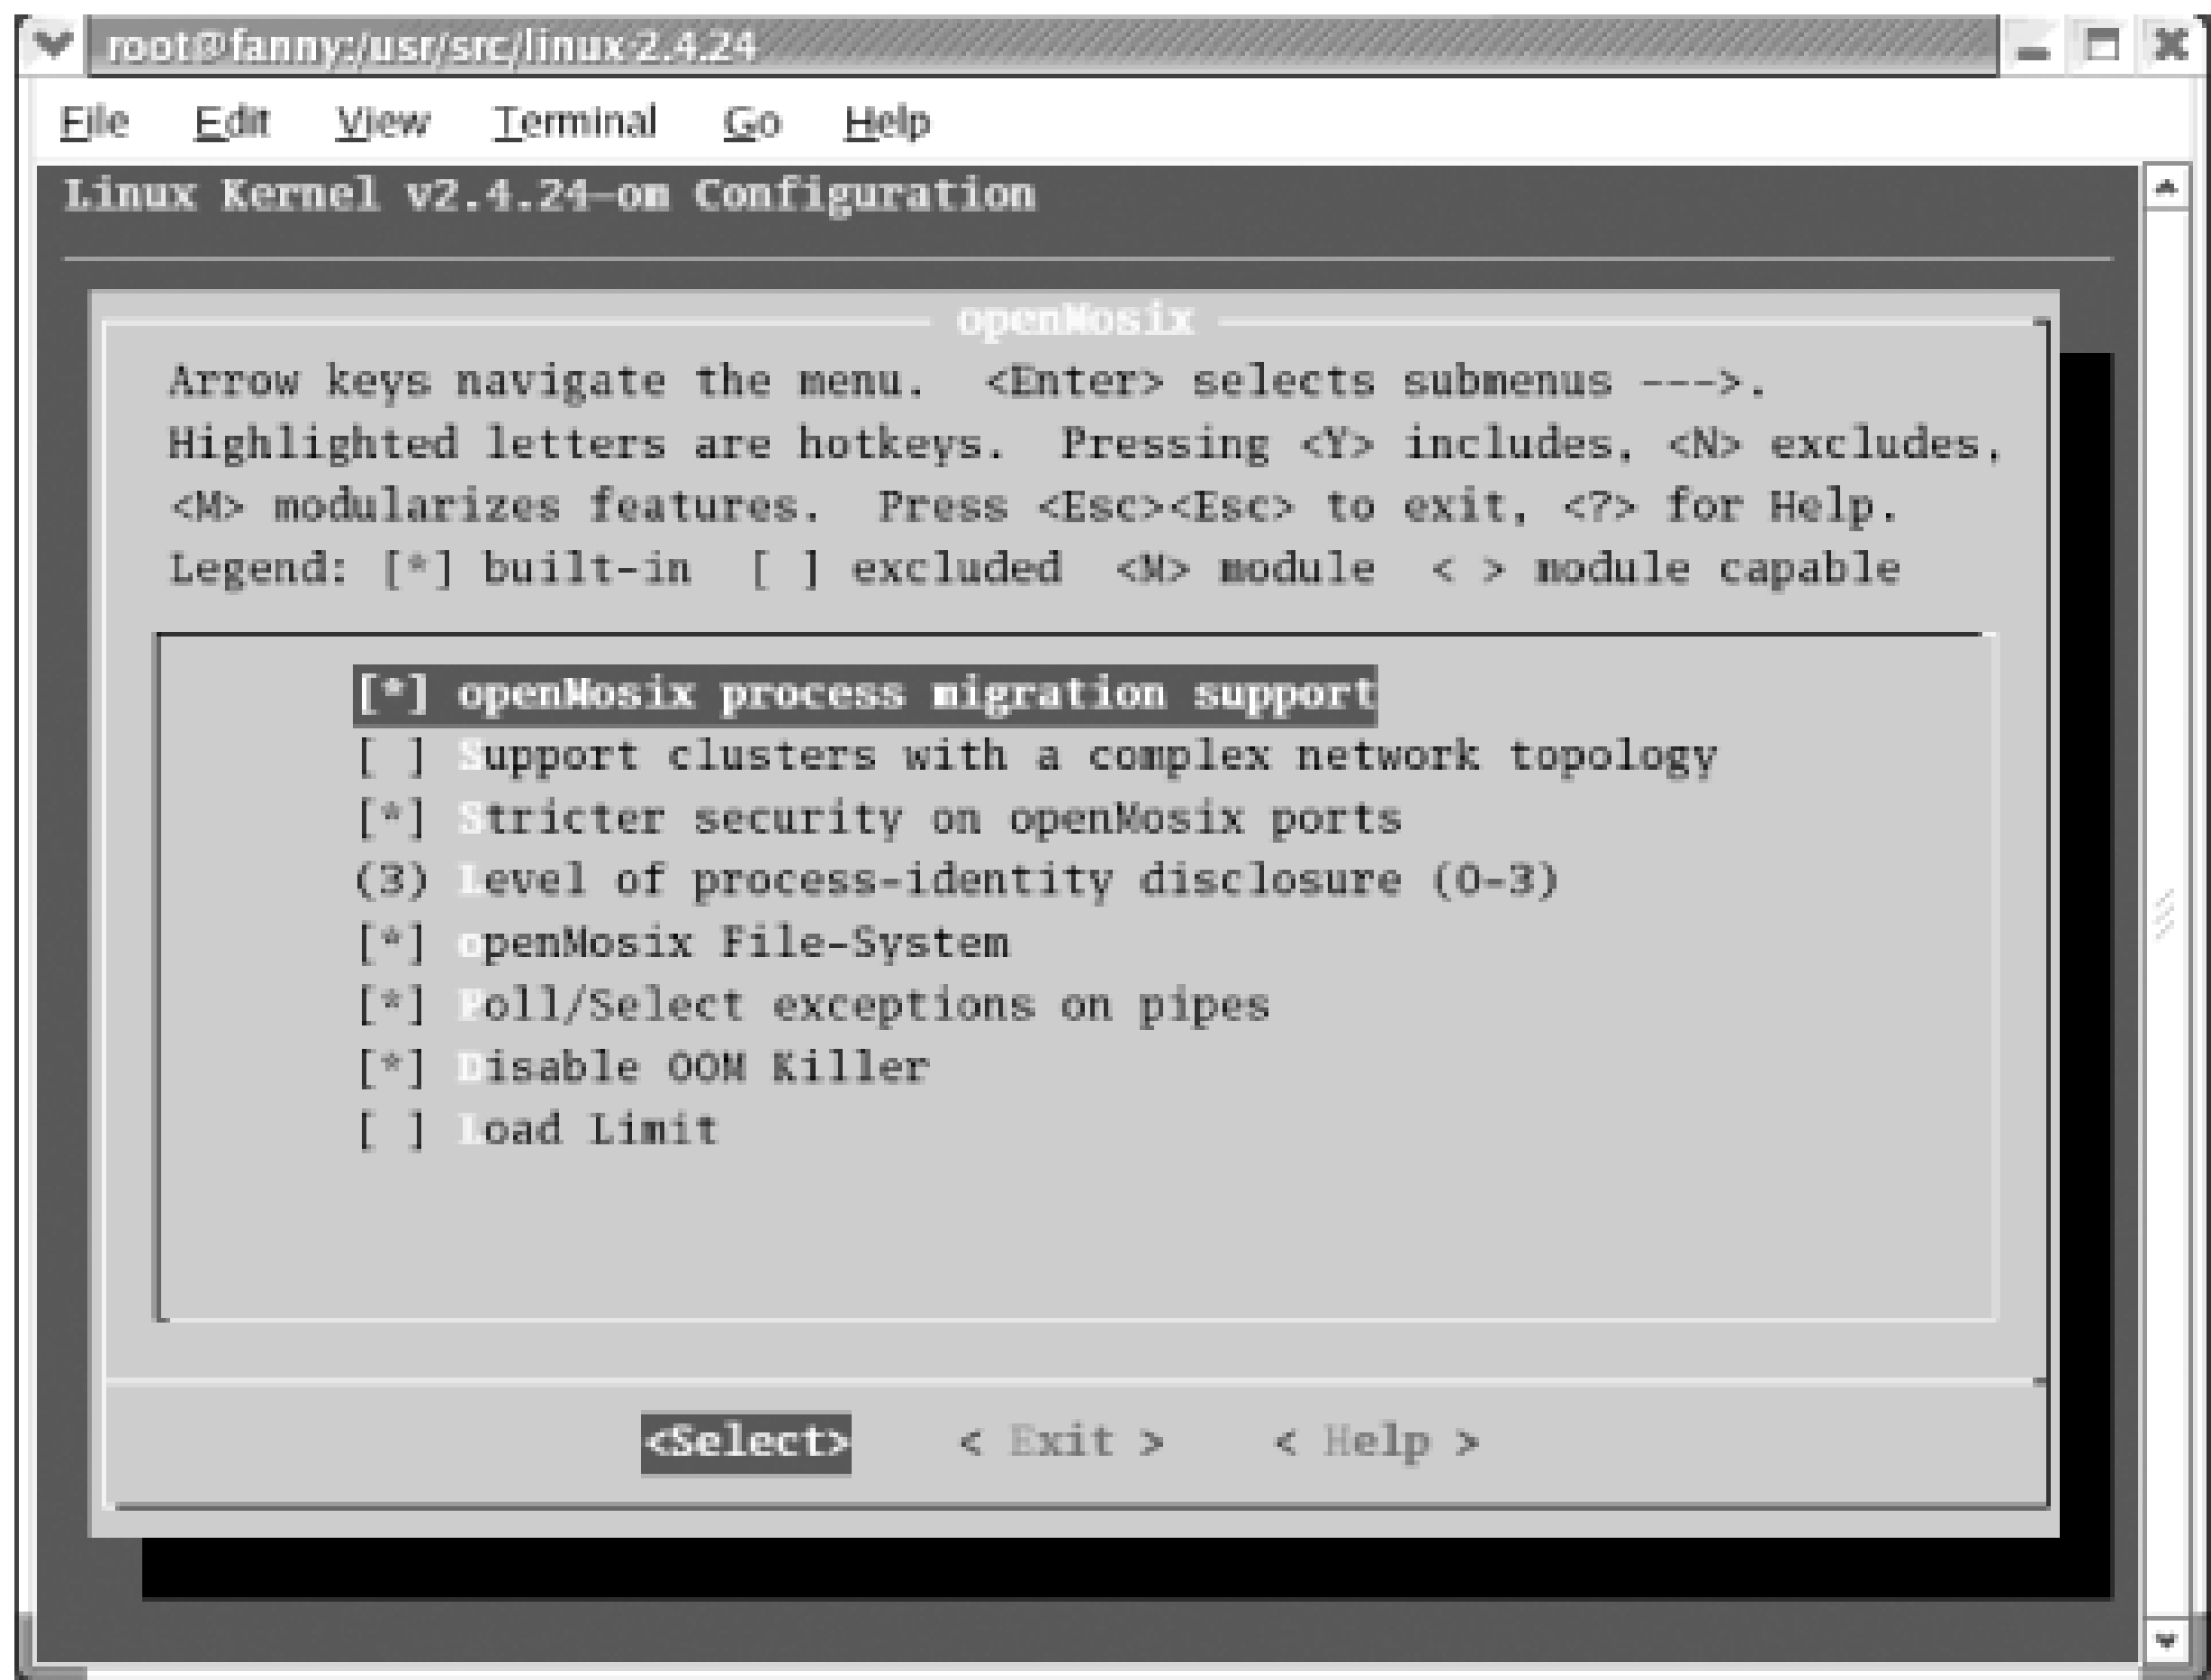 root@fanny:/usr/src/linux-2.4.24
File Edit View Terminal Go Help
Linux Kernel v2.4.24-om Configuration
openMosix
Arrow keys navigate the menu.  <Enter> selects submenus --->.
Highlighted letters are hotkeys.  Pressing <Y> includes, <N> excludes,
<M> modularizes features.  Press <Esc><Esc> to exit, <?> for Help.
Legend: [*] built-in  [ ] excluded  <M> module  < > module capable
[*] openMosix process migration support
[ ] Support clusters with a complex network topology
[*] Stricter security on openMosix ports
(3) Level of process-identity disclosure (0-3)
[*] openMosix File-System
[*] Poll/Select exceptions on pipes
[*] Disable OOM Killer
[ ] Load Limit
<Select> < Exit > < Help >